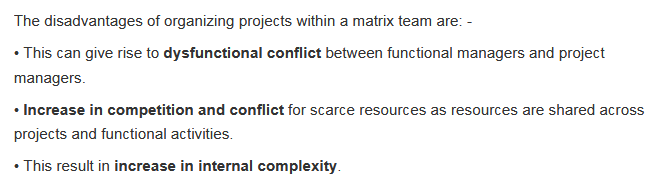 The disadvantages of organizing projects within a matrix team are: -
• This can give rise to dysfunctional conflict between functional managers and project
managers.
• Increase in competition and conflict for scarce resources as resources are shared across
projects and functional activities.
• This result in increase in internal complexity.